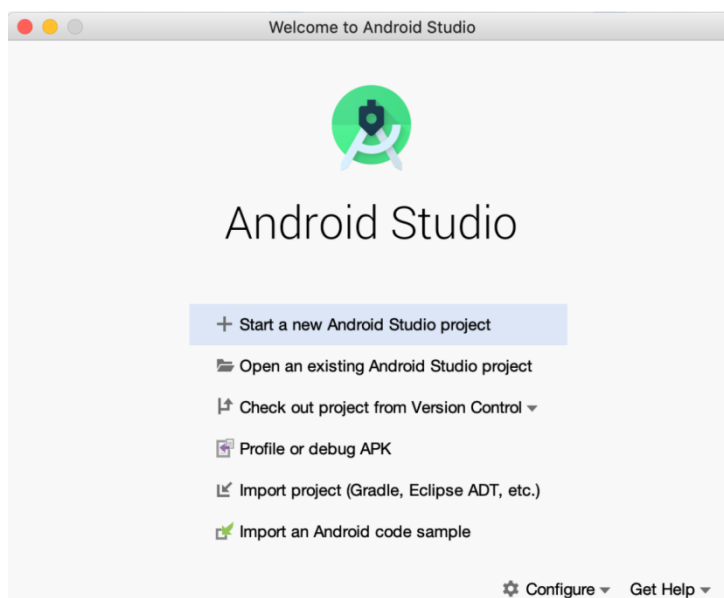 Welcome to Android Studio
Android Studio
Start a new Android Studio project
Open an existing Android Studio project
Check out project from Version Control
Profile or debug APK
Import project (Gradle, Eclipse ADT, etc.)
Import an Android code sample
Configure Get Help